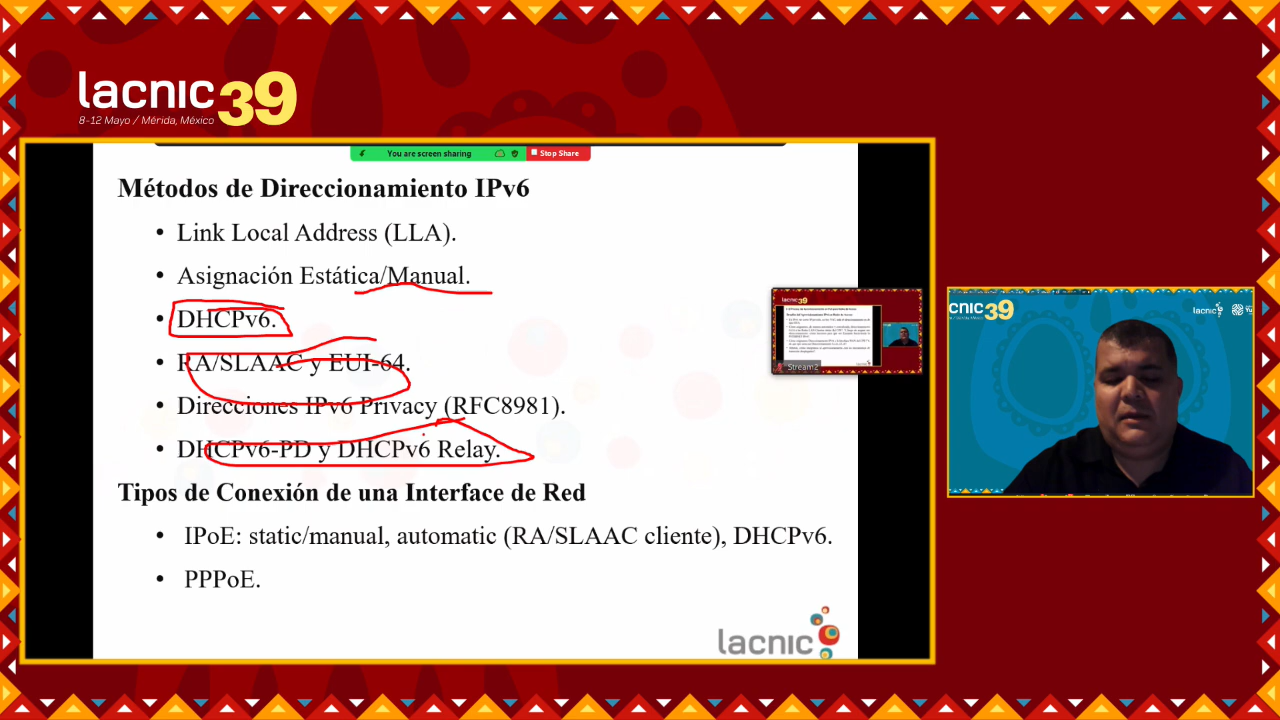 lacnic39
8-12 Mayo / Mérida, México
You are screen sharing
Stop Share
Métodos de Direccionamiento IPv6
• Link Local Address (LLA).
• Asignación Estática/Manual.
• DHCPv6.
• RA/SLAAC y EUI-64.
• Direcciones IPv6 Privacy (RFC8981).
• DHCPv6-PD y DHCPv6 Relay.
Tipos de Conexión de una Interface de Red
• IPoE: static/manual, automatic (RA/SLAAC cliente), DHCPv6.
• PPPoE.
lacnic
lacnic39
Stream2
cnic39
lacnic